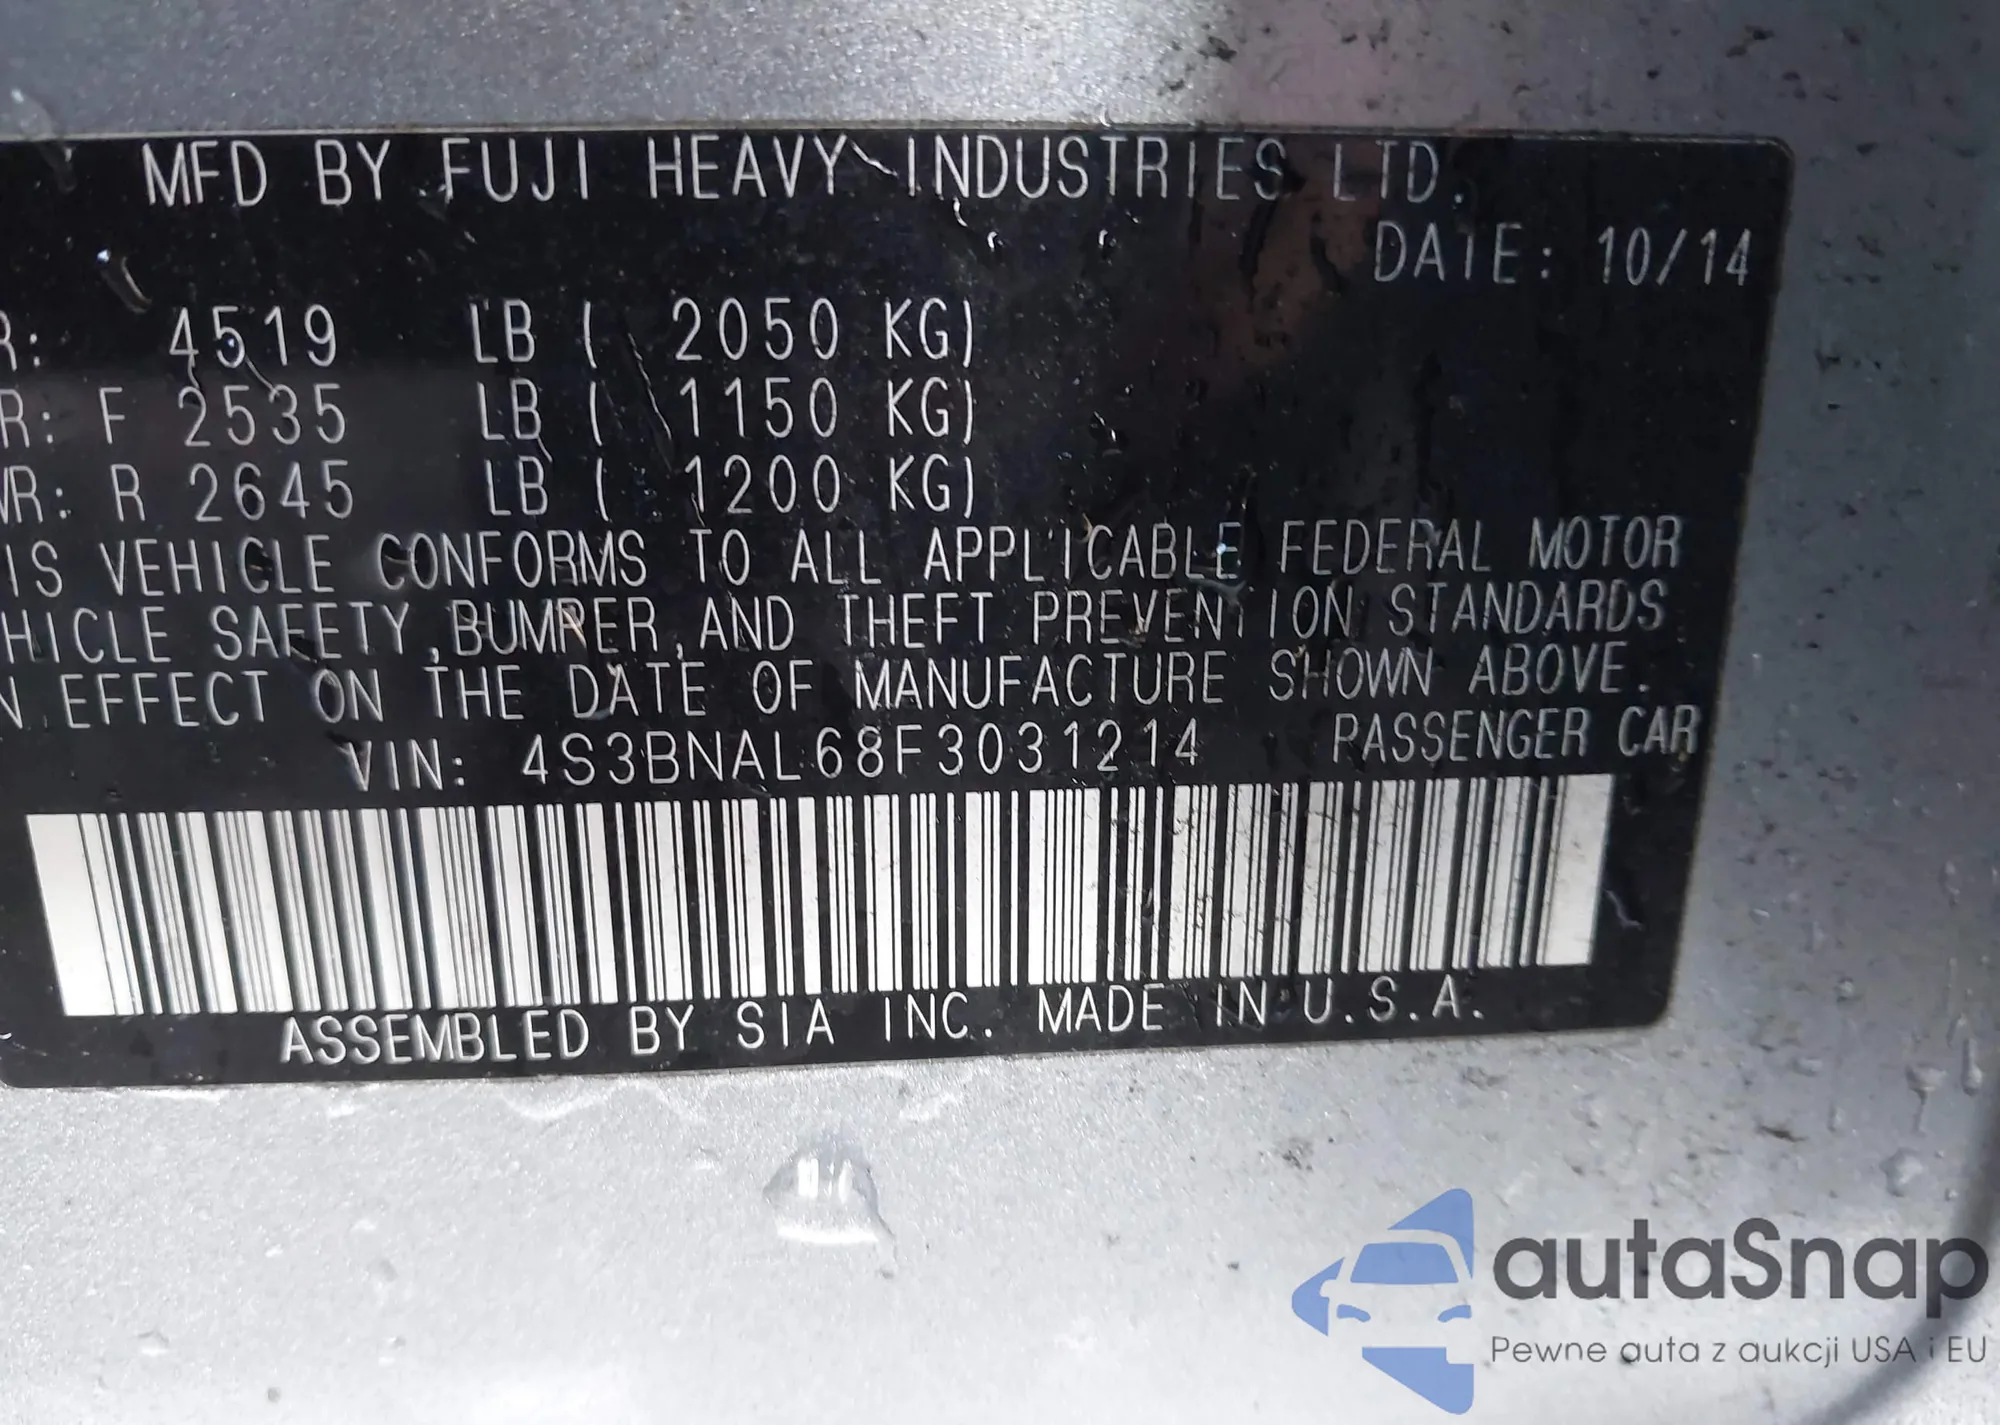 MFD BY FUJI HEAVY INDUSTRIES LTD.
DATE: 10/14
R: 4519 LB ( 2050 KG)
R: F 2535 LB ( 1150 KG)
WR: R 2645 LB ( 1200 KG)
IS VEHICLE CONFORMS TO ALL APPLICABLE FEDERAL MOTOR
HICLE SAFETY,BUMPER,AND THEFT PREVENTION STANDARDS
N EFFECT ON THE DATE OF MANUFACTURE SHOWN ABOVE.
VIN: 4S3BNAL68F3031214 PASSENGER CAR
ASSEMBLED BY SIA INC. MADE IN U.S.A.
autaSnap
Pewne auta z aukcji USA i EU